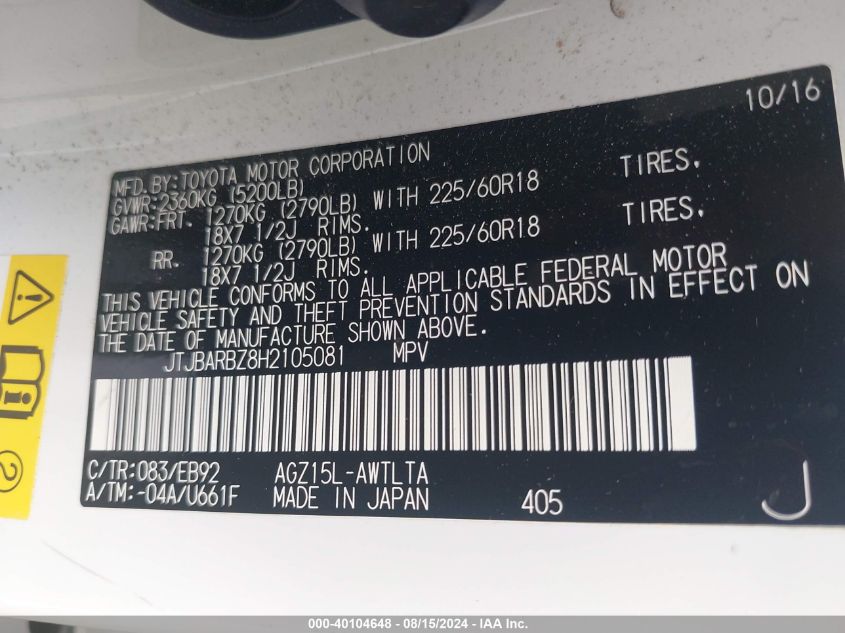 10/16
MFD.BY:TOYOTA MOTOR CORPORATION
GVWR:2360KG (5200LB)
GAWR:FRT. 1270KG (2790LB) WITH 225/60R18 TIRES.
18X7 1/2J RIMS.
RR. 1270KG (2790LB) WITH 225/60R18 TIRES.
18X7 1/2J RIMS.
THIS VEHICLE CONFORMS TO ALL APPLICABLE FEDERAL MOTOR
VEHICLE SAFETY AND THEFT PREVENTION STANDARDS IN EFFECT ON
THE DATE OF MANUFACTURE SHOWN ABOVE.
JTJBARBZ8H2105081 MPV
C/TR:083/EB92 AGZ15L-AWTLTA
A/TM:-04A/U661F MADE IN JAPAN 405
J
2
000-40104648 - 08/15/2024 - IAA, Inc.